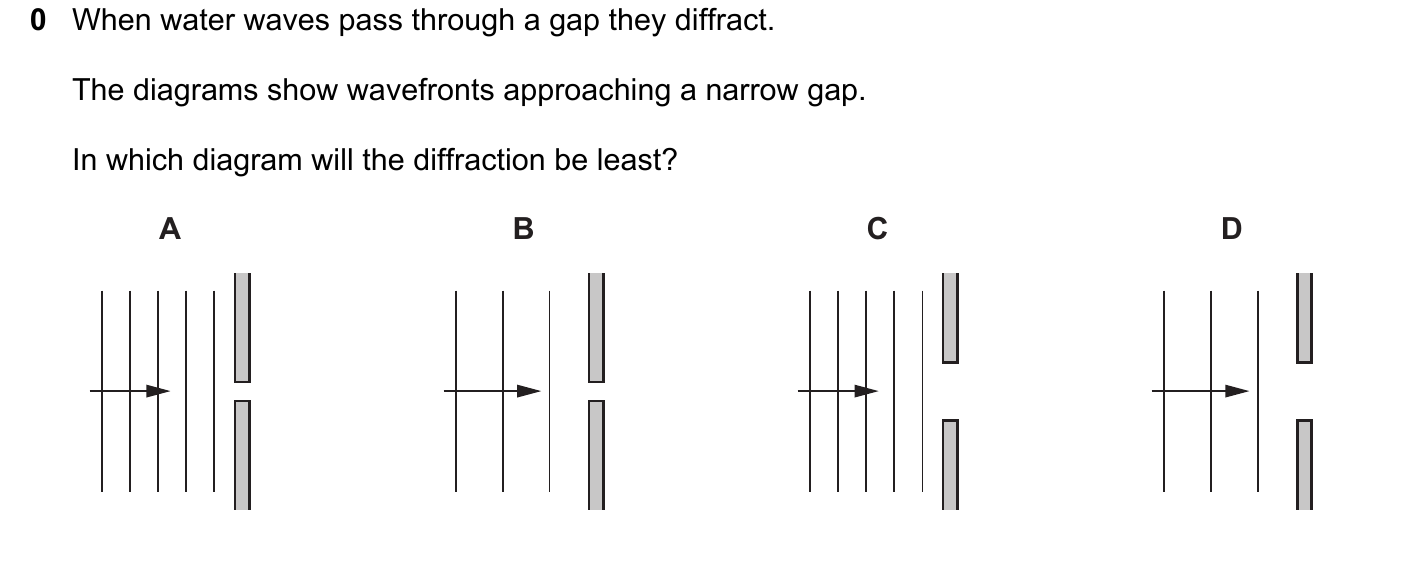 0 When water waves pass through a gap they diffract.
The diagrams show wavefronts approaching a narrow gap.
In which diagram will the diffraction be least?
A B C D